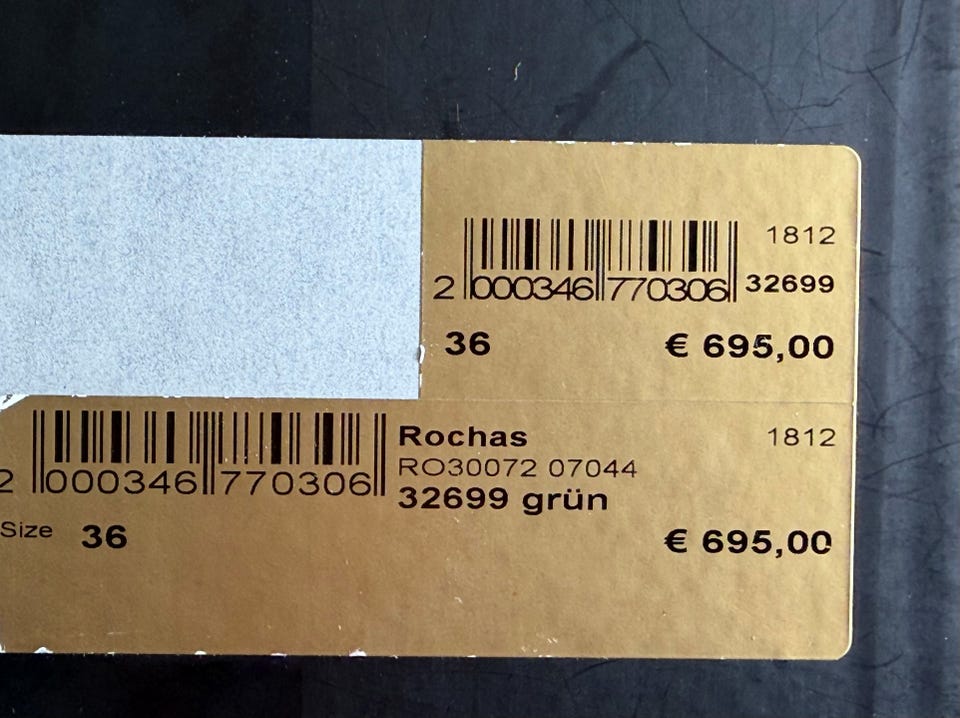 1812
2 000346 770306 32699
36 € 695,00
Rochas 1812
RO30072 07044
2 000346 770306
32699 grün
Size 36 € 695,00